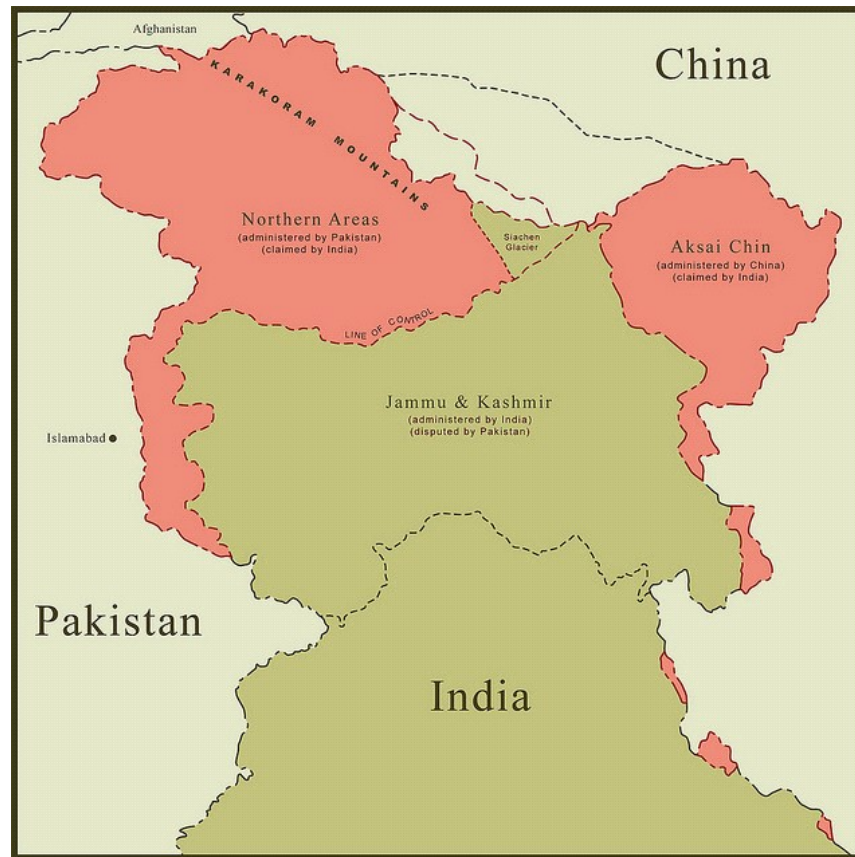 Afghanistan
China
KARAKORAM MOUNTAINS
Northern Areas
(administered by Pakistan)
(claimed by India)
Siachen
Glacier
Aksai Chin
(administered by China)
(claimed by India)
LINE OF CONTROL
Jammu & Kashmir
(administered by India)
(disputed by Pakistan)
Islamabad
Pakistan
India